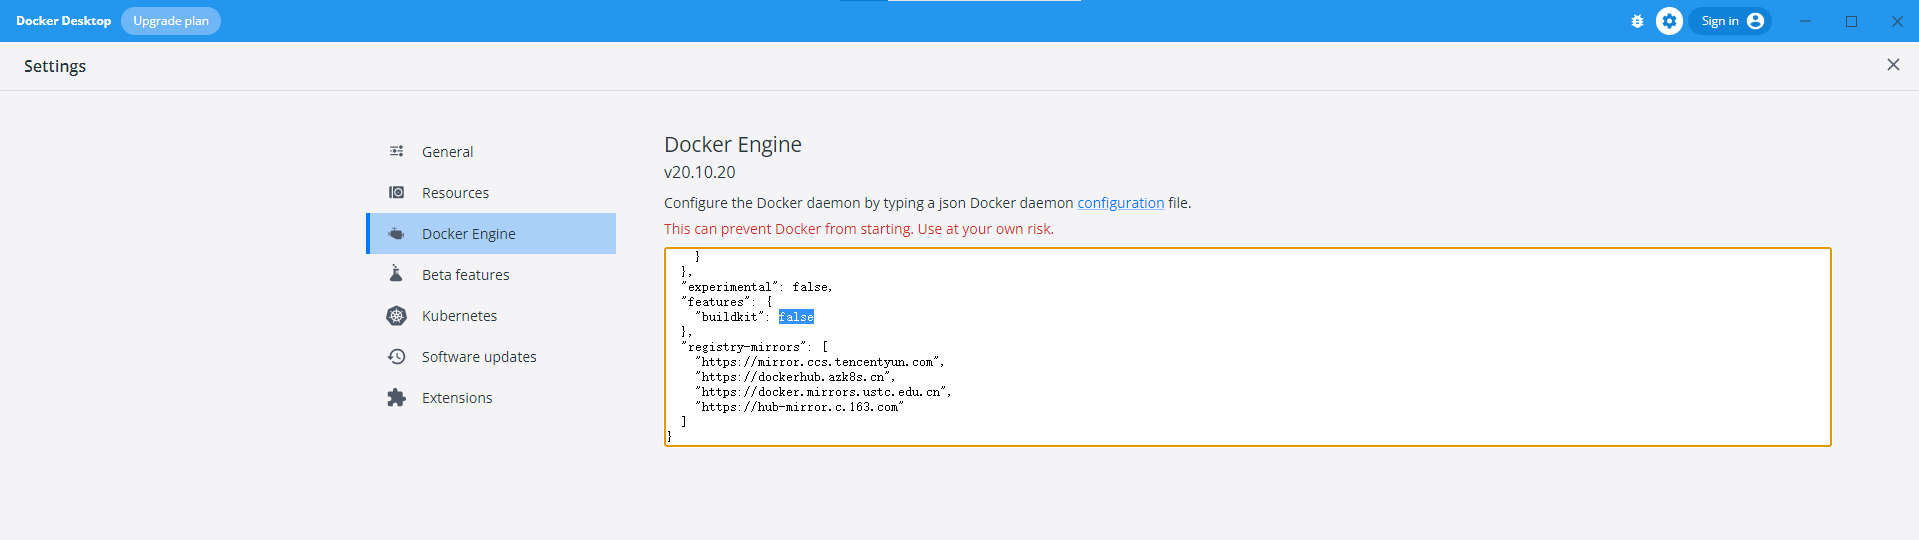 Docker Desktop Upgrade plan Sign in
Settings
General
Resources
Docker Engine
Beta features
Kubernetes
Software updates
Extensions
Docker Engine
v20.10.20
Configure the Docker daemon by typing a json Docker daemon configuration file.
This can prevent Docker from starting. Use at your own risk.
    }
  },
  "experimental": false,
  "features": {
    "buildkit": false
  },
  "registry-mirrors": [
    "https://mirror.ccs.tencentyun.com",
    "https://dockerhub.azk8s.cn",
    "https://docker.mirrors.ustc.edu.cn",
    "https://hub-mirror.c.163.com"
  ]
}